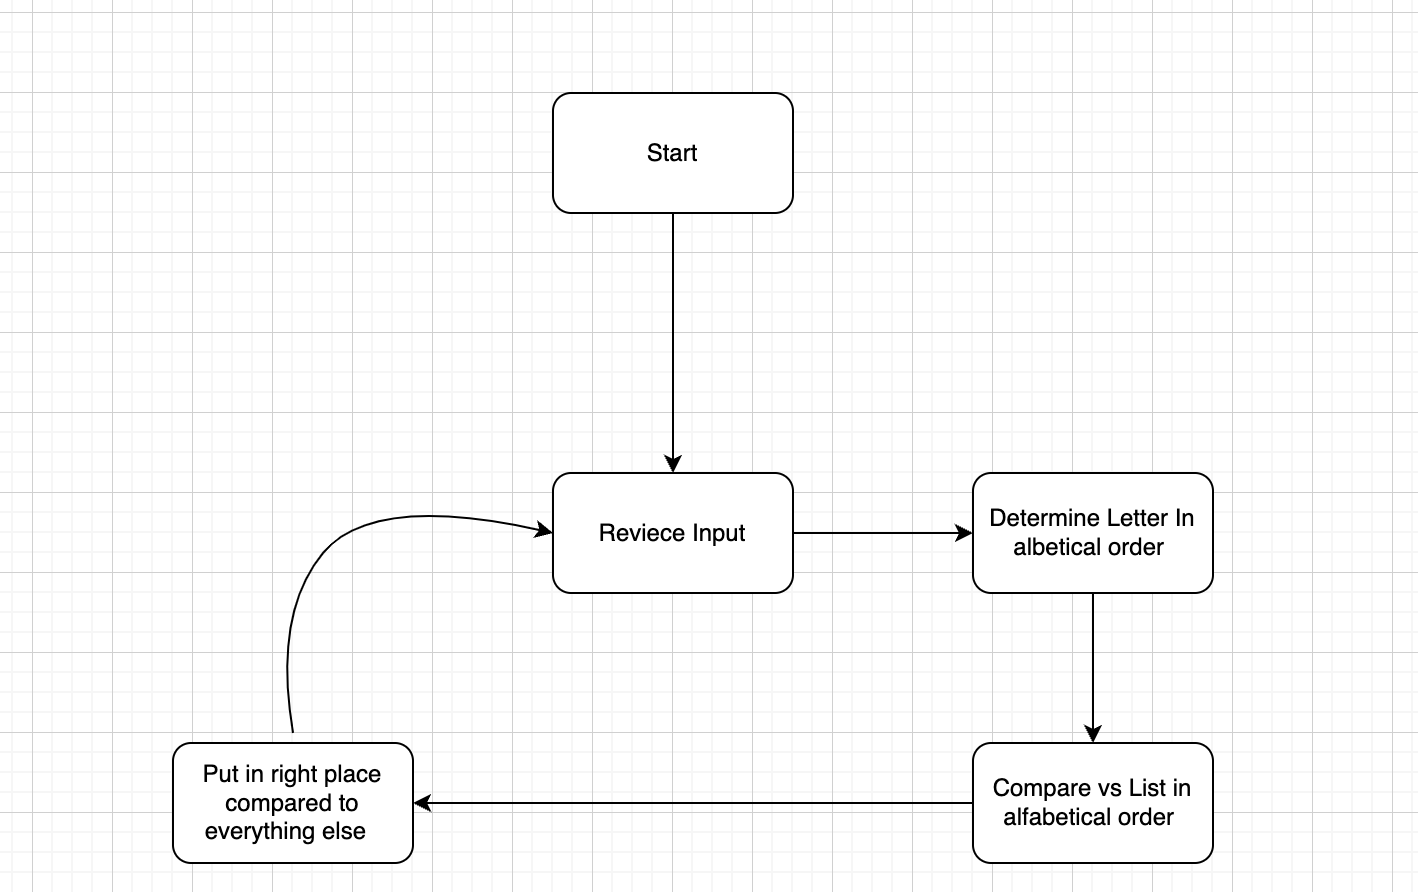 Start
Reviece Input
Determine Letter In
albetical order
Compare vs List in
alfabetical order
Put in right place
compared to
everything else